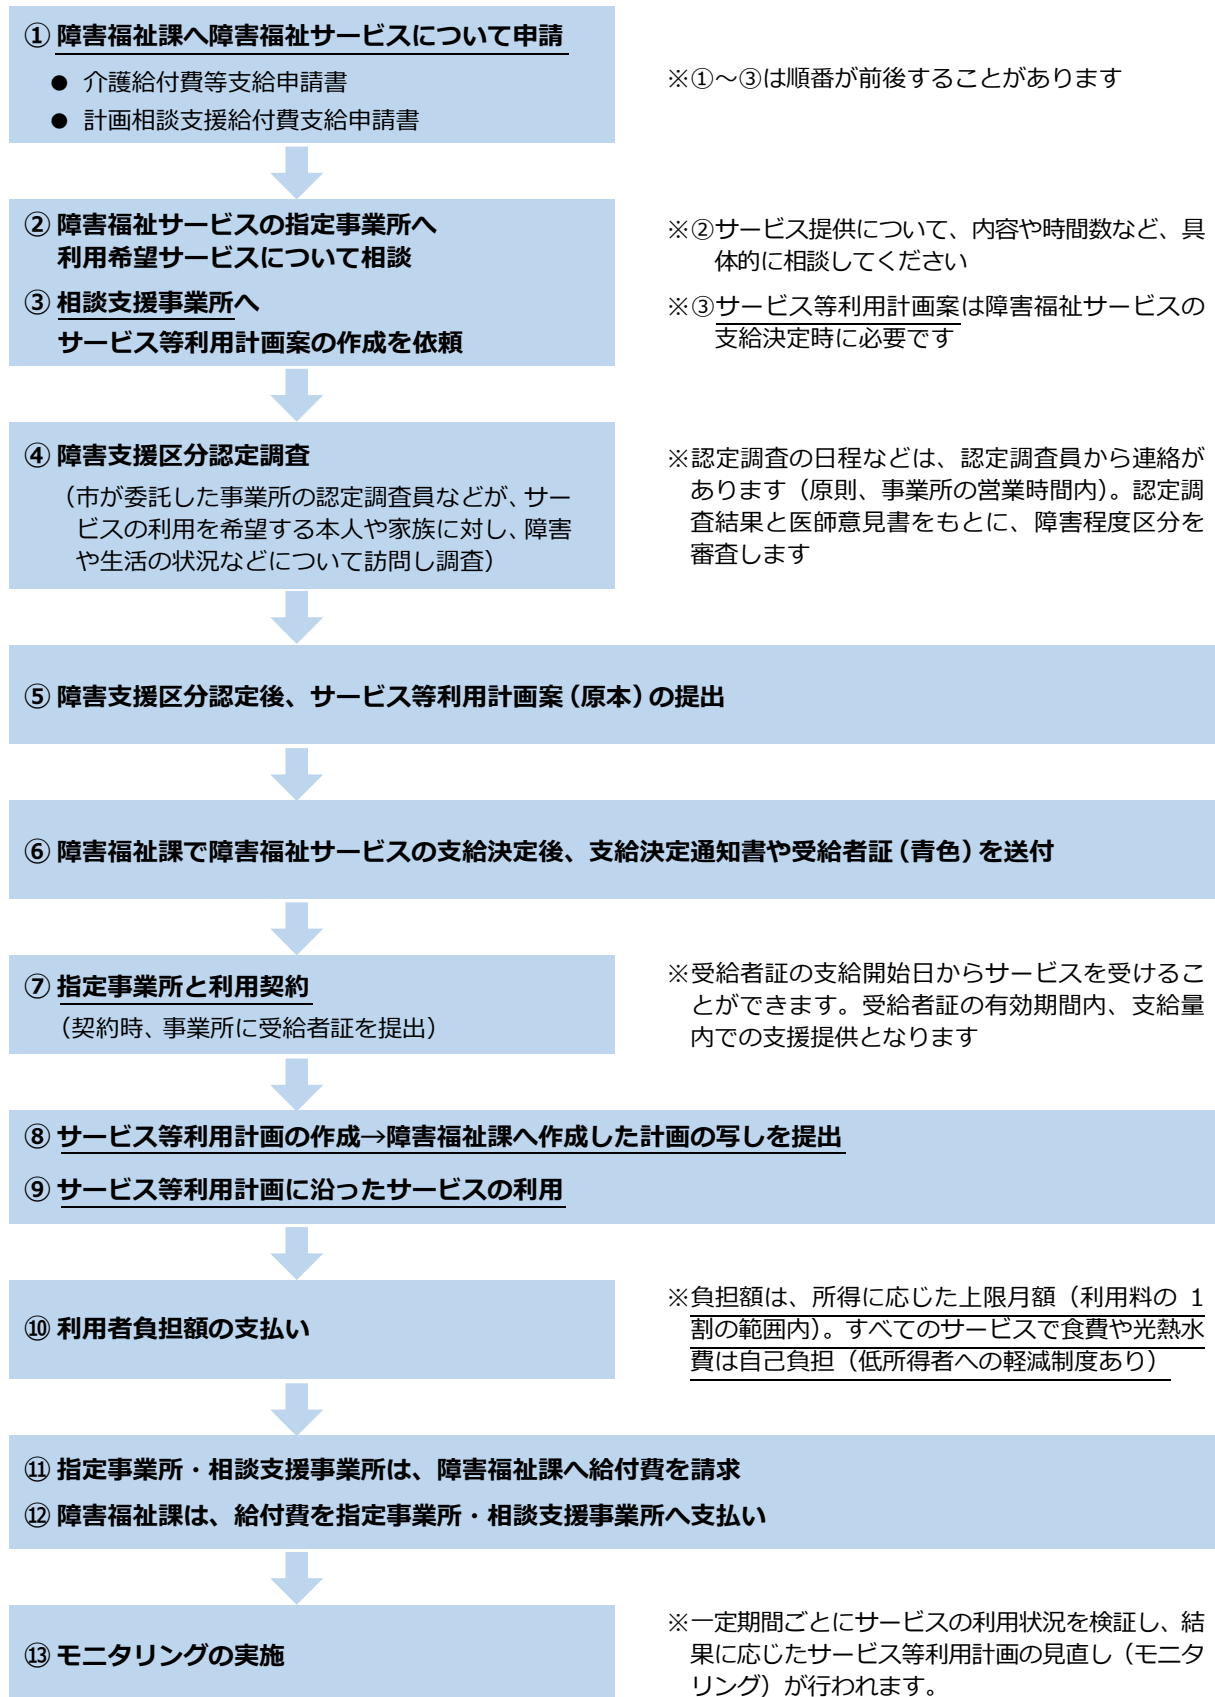 ① 障害福祉課へ障害福祉サービスについて申請
● 介護給付費等支給申請書
● 計画相談支援給付費支給申請書
※①～③は順番が前後することがあります
② 障害福祉サービスの指定事業所へ
利用希望サービスについて相談
③ 相談支援事業所へ
サービス等利用計画案の作成を依頼
※②サービス提供について、内容や時間数など、具
体的に相談してください
※③サービス等利用計画案は障害福祉サービスの
支給決定時に必要です
④ 障害支援区分認定調査
（市が委託した事業所の認定調査員などが、サー
ビスの利用を希望する本人や家族に対し、障害
や生活の状況などについて訪問し調査）
※認定調査の日程などは、認定調査員から連絡が
あります（原則、事業所の営業時間内）。認定調
査結果と医師意見書をもとに、障害程度区分を
審査します
⑤ 障害支援区分認定後、サービス等利用計画案（原本）の提出
⑥ 障害福祉課で障害福祉サービスの支給決定後、支給決定通知書や受給者証（青色）を送付
⑦ 指定事業所と利用契約
（契約時、事業所に受給者証を提出）
※受給者証の支給開始日からサービスを受けるこ
とができます。受給者証の有効期間内、支給量
内での支援提供となります
⑧ サービス等利用計画の作成→障害福祉課へ作成した計画の写しを提出
⑨ サービス等利用計画に沿ったサービスの利用
⑩ 利用者負担額の支払い
※負担額は、所得に応じた上限月額（利用料の 1
割の範囲内）。すべてのサービスで食費や光熱水
費は自己負担（低所得者への軽減制度あり）
⑪ 指定事業所・相談支援事業所は、障害福祉課へ給付費を請求
⑫ 障害福祉課は、給付費を指定事業所・相談支援事業所へ支払い
⑬ モニタリングの実施
※一定期間ごとにサービスの利用状況を検証し、結
果に応じたサービス等利用計画の見直し（モニタ
リング）が行われます。